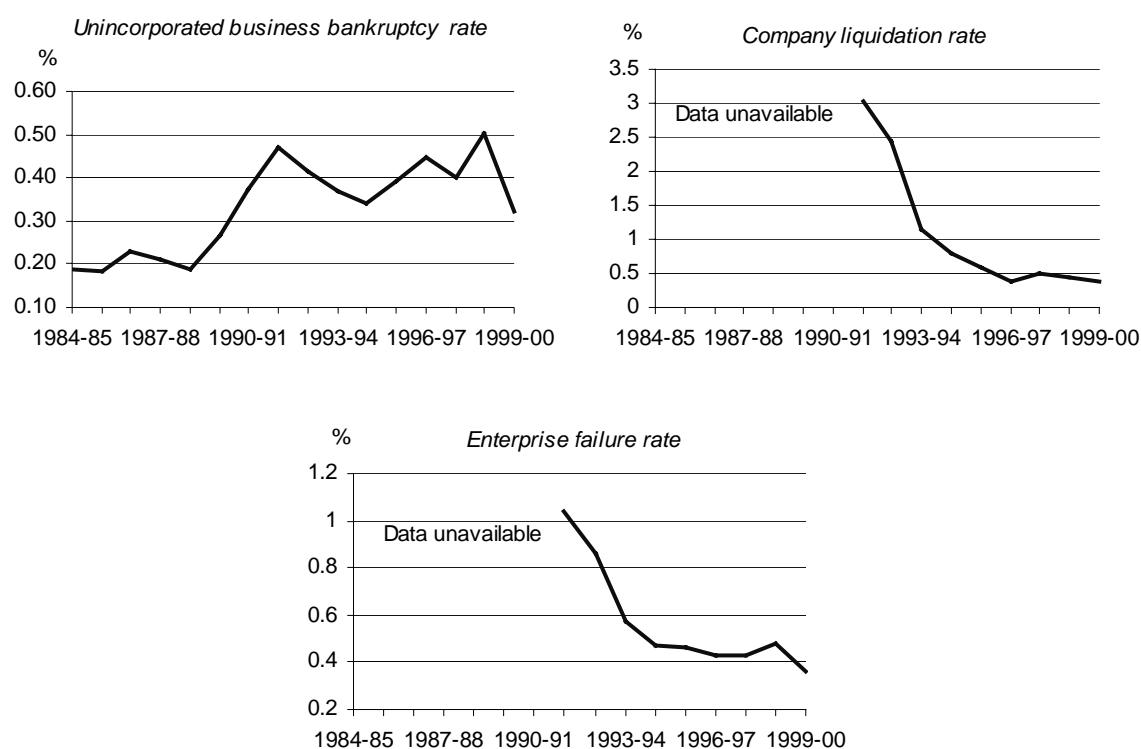 Unincorporated business bankruptcy rate
%
0.60
0.50
0.40
0.30
0.20
0.10
1984-85 1987-88 1990-91 1993-94 1996-97 1999-00
% Company liquidation rate
3.5
3
2.5
2
1.5
1
0.5
0
Data unavailable
1984-85 1987-88 1990-91 1993-94 1996-97 1999-00
% Enterprise failure rate
1.2
1
0.8
0.6
0.4
0.2
Data unavailable
1984-85 1987-88 1990-91 1993-94 1996-97 1999-00